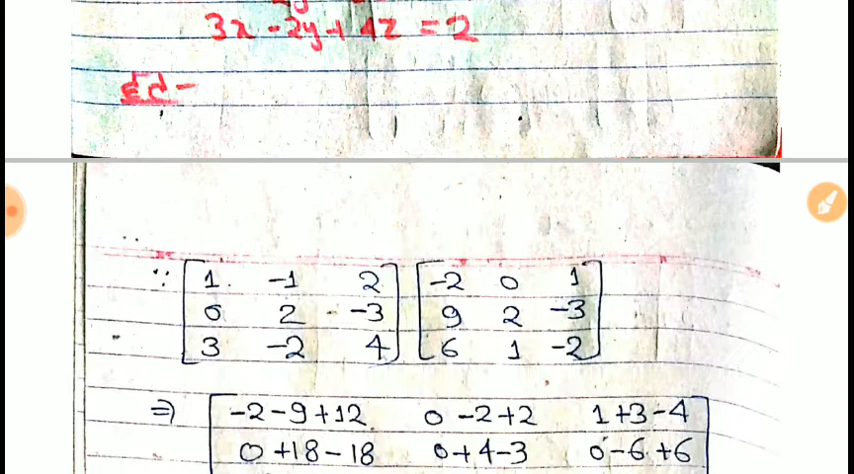 3x - 2y + 4z = 2
हल -
∵ [1. -1 2 [-2 0 1
0 2 -3 9 2 -3
3 -2 4] 6 1 -2]
⇒ [-2-9+12 0-2+2 1+3-4
0+18-18 0+4-3 0-6+6